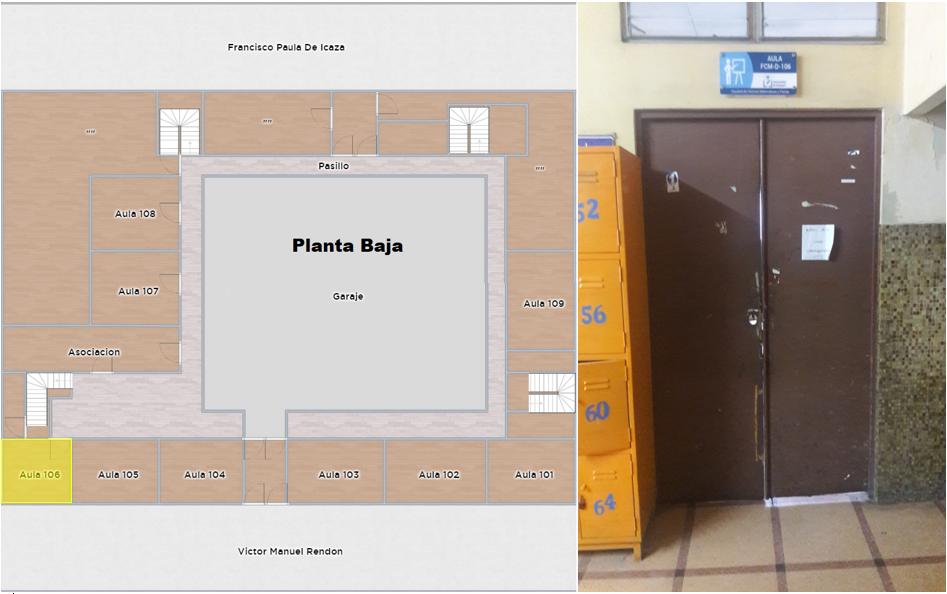 Francisco Paula De Icaza
""
""
Pasillo
""
Aula 108
Planta Baja
Aula 107
Garaje
Aula 109
Asociacion
Aula 106
Aula 105
Aula 104
Aula 103
Aula 102
Aula 101
Victor Manuel Rendon
AULA
FCM-D-106
52
56
60
64